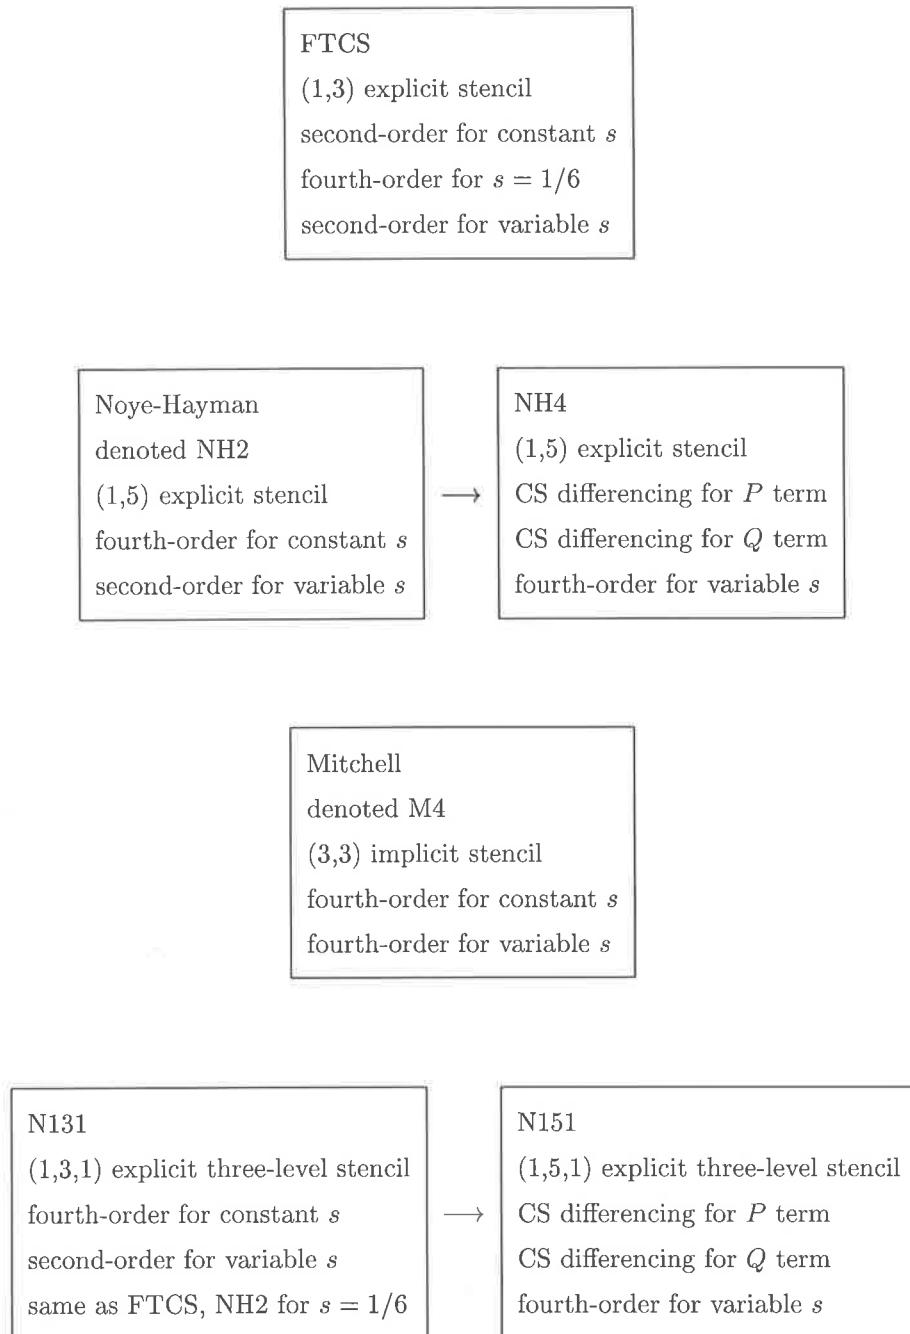 FTCS
(1,3) explicit stencil
second-order for constant s
fourth-order for s = 1/6
second-order for variable s
Noye-Hayman
denoted NH2
(1,5) explicit stencil
fourth-order for constant s
second-order for variable s
→
NH4
(1,5) explicit stencil
CS differencing for P term
CS differencing for Q term
fourth-order for variable s
Mitchell
denoted M4
(3,3) implicit stencil
fourth-order for constant s
fourth-order for variable s
N131
(1,3,1) explicit three-level stencil
fourth-order for constant s
second-order for variable s
same as FTCS, NH2 for s = 1/6
→
N151
(1,5,1) explicit three-level stencil
CS differencing for P term
CS differencing for Q term
fourth-order for variable s